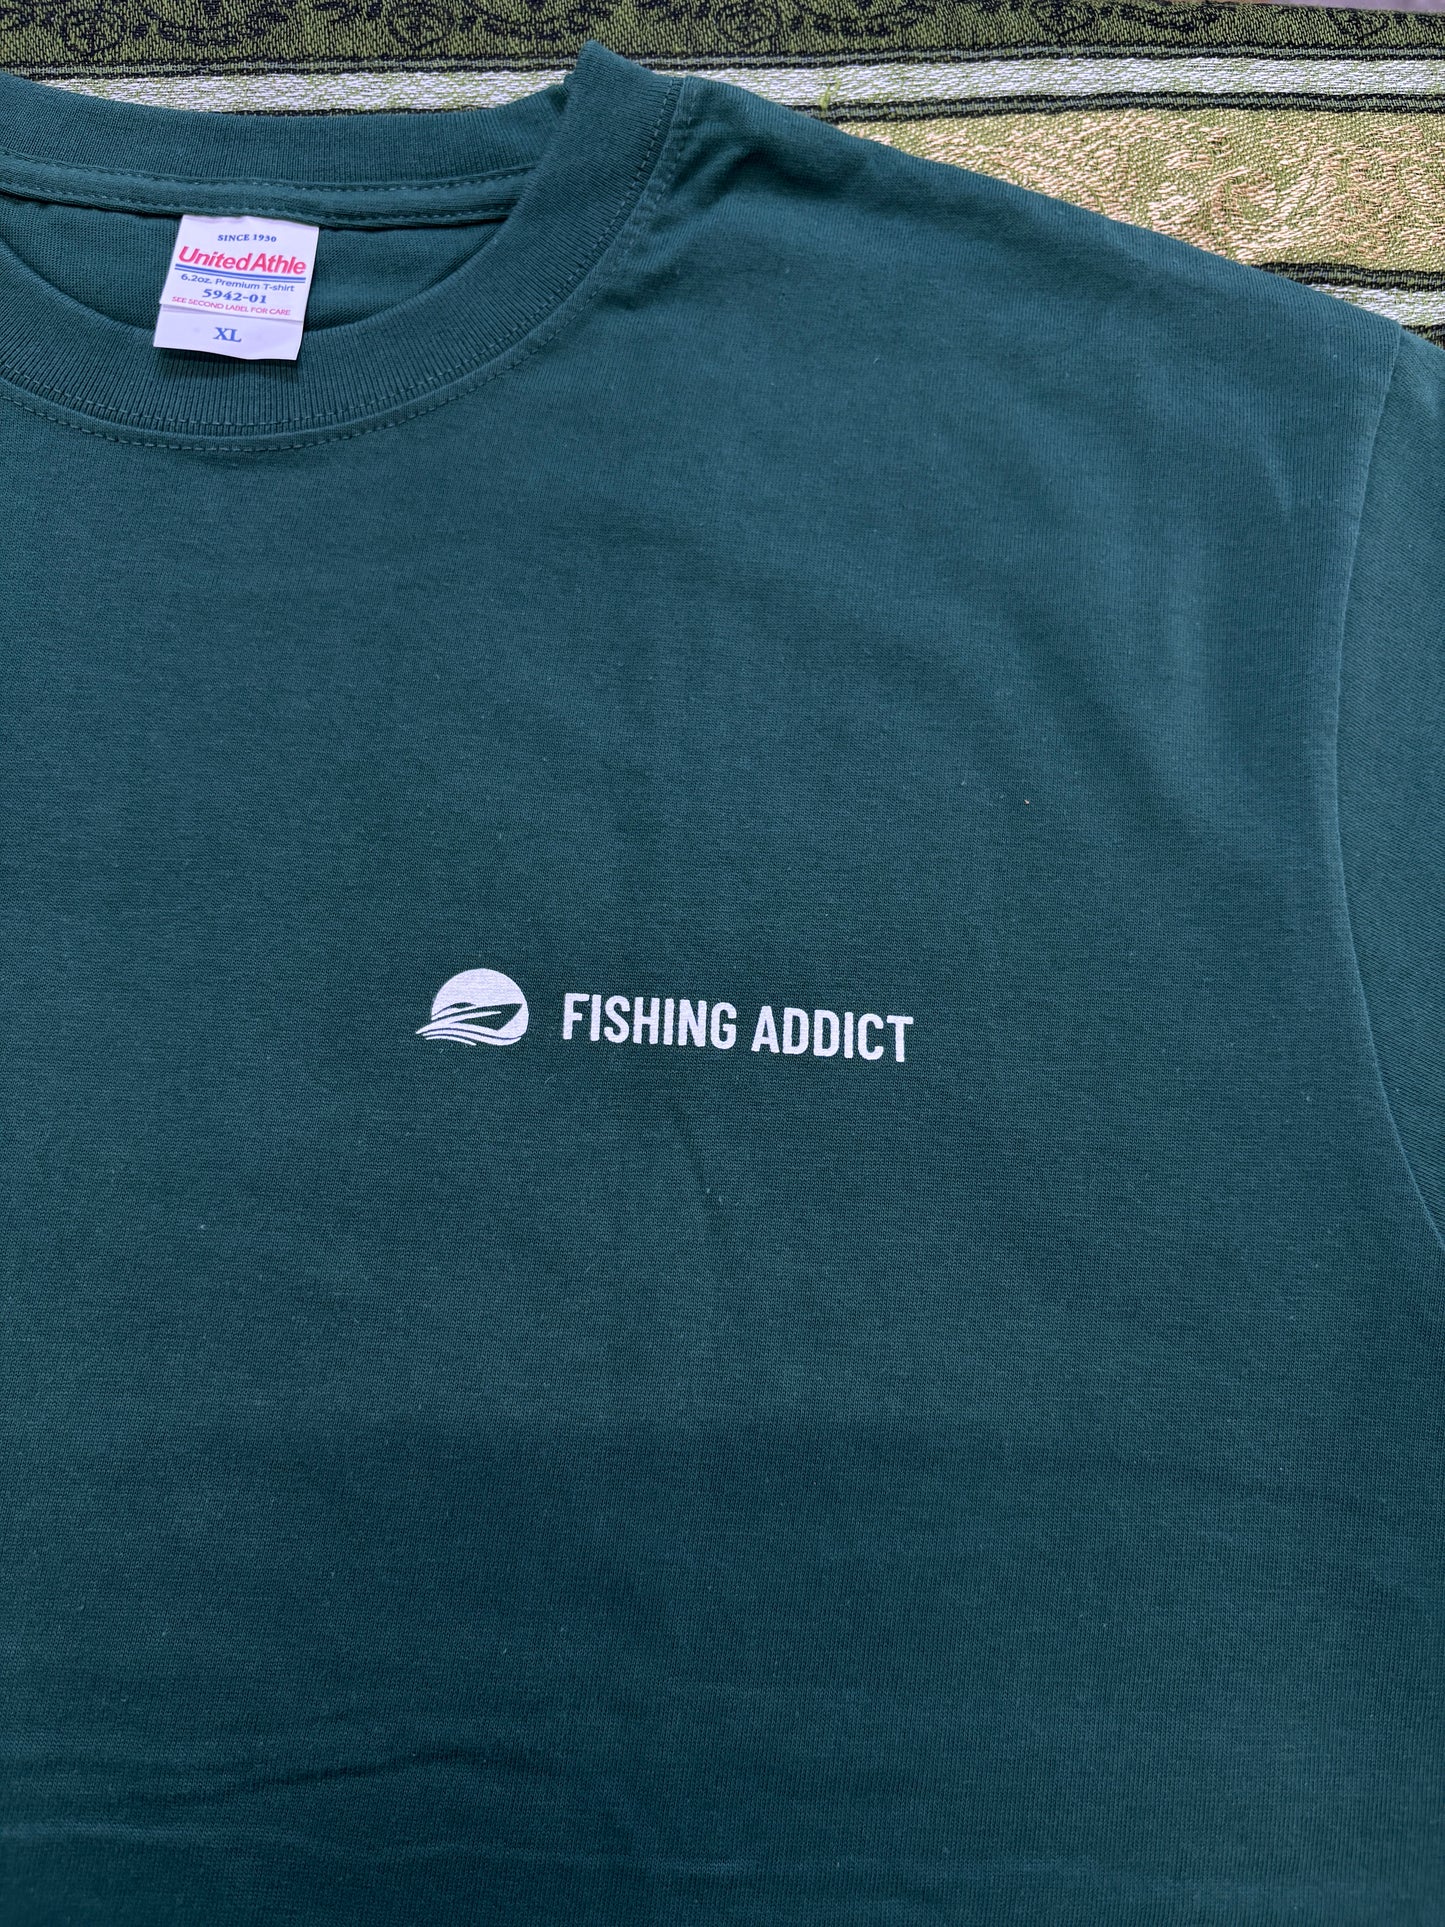 SINCE 1930
UnitedAthle
6.2oz. Premium T-shirt
5942-01
SEE SECOND LABEL FOR CARE
XL
FISHING ADDICT